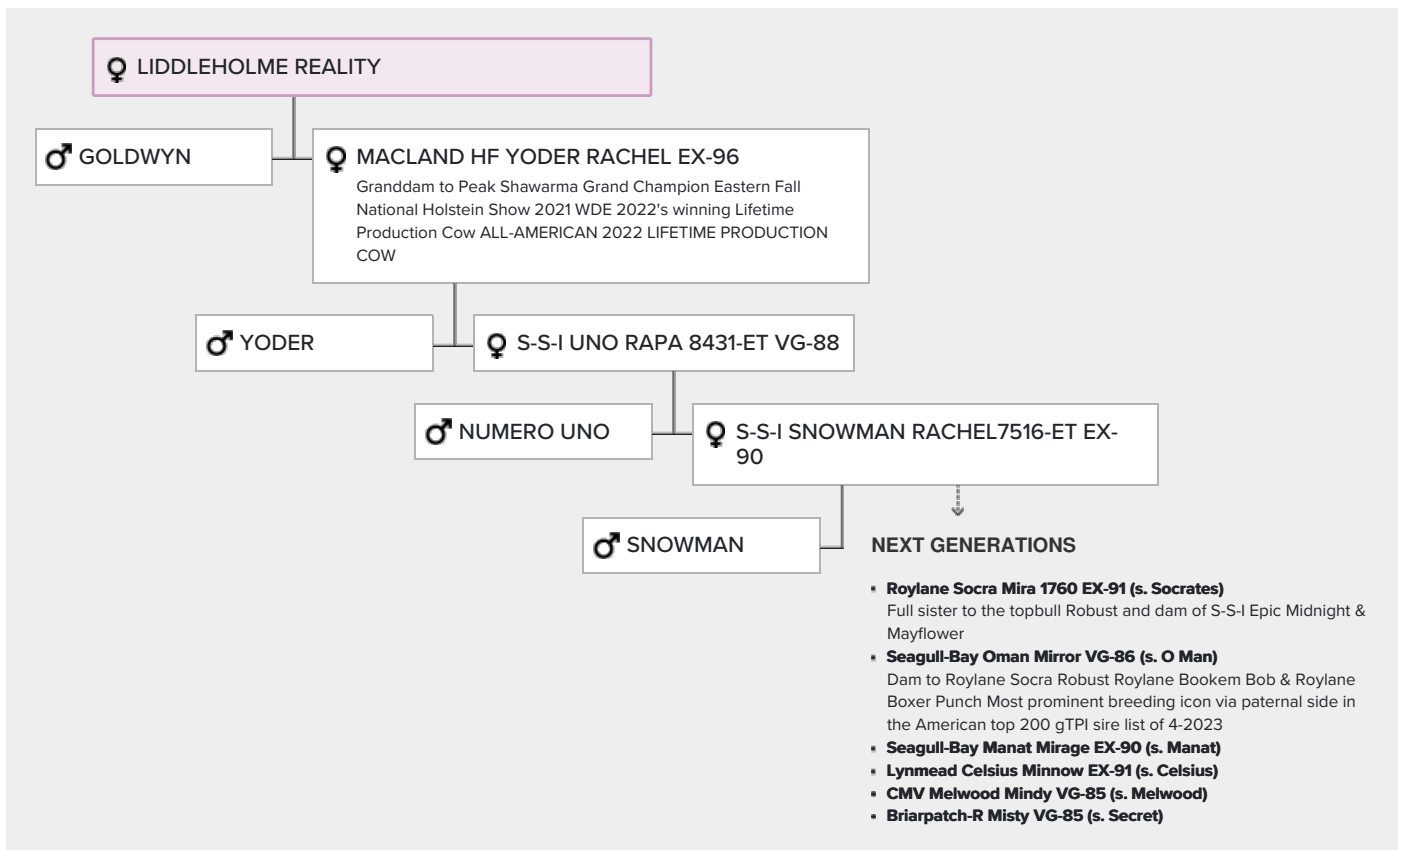 LIDDLEHOLME REALITY
GOLDWYN
MACLAND HF YODER RACHEL EX-96
Granddam to Peak Shawarma Grand Champion Eastern Fall
National Holstein Show 2021 WDE 2022's winning Lifetime
Production Cow ALL-AMERICAN 2022 LIFETIME PRODUCTION
COW
YODER
S-S-I UNO RAPA 8431-ET VG-88
NUMERO UNO
S-S-I SNOWMAN RACHEL7516-ET EX-
90
SNOWMAN
NEXT GENERATIONS
Roylane Socra Mira 1760 EX-91 (s. Socrates)
Full sister to the topbull Robust and dam of S-S-I Epic Midnight &
Mayflower
Seagull-Bay Oman Mirror VG-86 (s. O Man)
Dam to Roylane Socra Robust Roylane Bookem Bob & Roylane
Boxer Punch Most prominent breeding icon via paternal side in
the American top 200 gTPI sire list of 4-2023
Seagull-Bay Manat Mirage EX-90 (s. Manat)
Lynmead Celsius Minnow EX-91 (s. Celsius)
CMV Melwood Mindy VG-85 (s. Melwood)
Briarpatch-R Misty VG-85 (s. Secret)